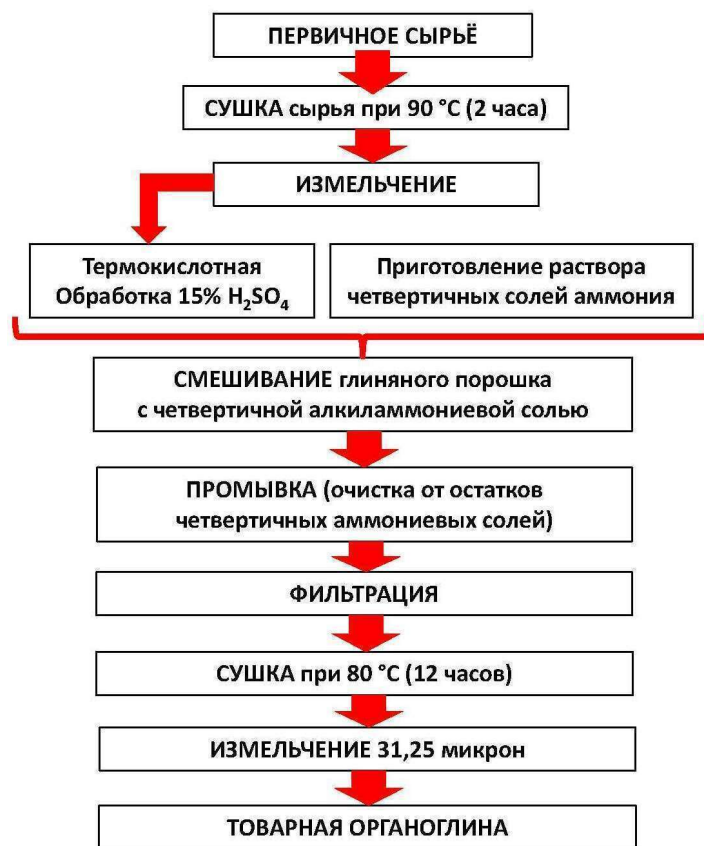 ПЕРВИЧНОЕ СЫРЬЁ
СУШКА сырья при 90 °С (2 часа)
ИЗМЕЛЬЧЕНИЕ
Термокислотная
Обработка 15% H₂SO₄
Приготовление раствора
четвертичных солей аммония
СМЕШИВАНИЕ глиняного порошка
с четвертичной алкиламмониевой солью
ПРОМЫВКА (очистка от остатков
четвертичных аммониевых солей)
ФИЛЬТРАЦИЯ
СУШКА при 80 °С (12 часов)
ИЗМЕЛЬЧЕНИЕ 31,25 микрон
ТОВАРНАЯ ОРГАНОГЛИНА